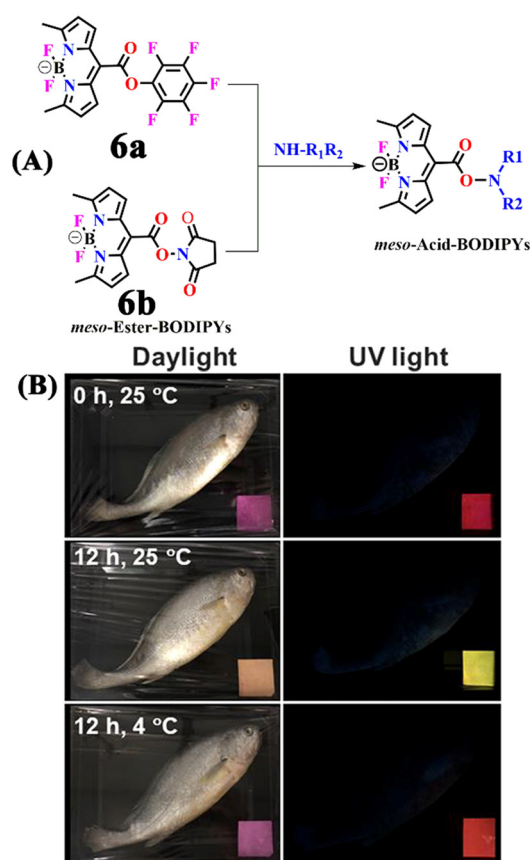 F F
O
F N
⊖B O F
F N F F
6a
(A)
NH-R₁R₂
O R1
F N
⊖B O N
F N R2
meso-Acid-BODIPYs
O O
F N
⊖B O N
F N O
6b
meso-Ester-BODIPYs
(B)
Daylight UV light
0 h, 25 °C
12 h, 25 °C
12 h, 4 °C